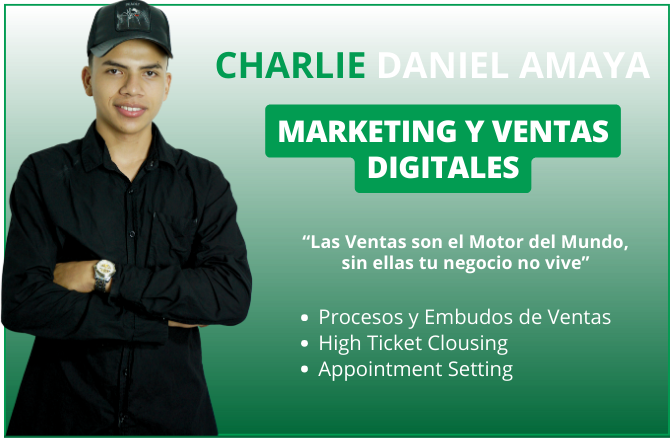 CHARLIE DANIEL AMAYA
MARKETING Y VENTAS
DIGITALES
“Las Ventas son el Motor del Mundo,
sin ellas tu negocio no vive”
• Procesos y Embudos de Ventas
• High Ticket Clousing
• Appointment Setting